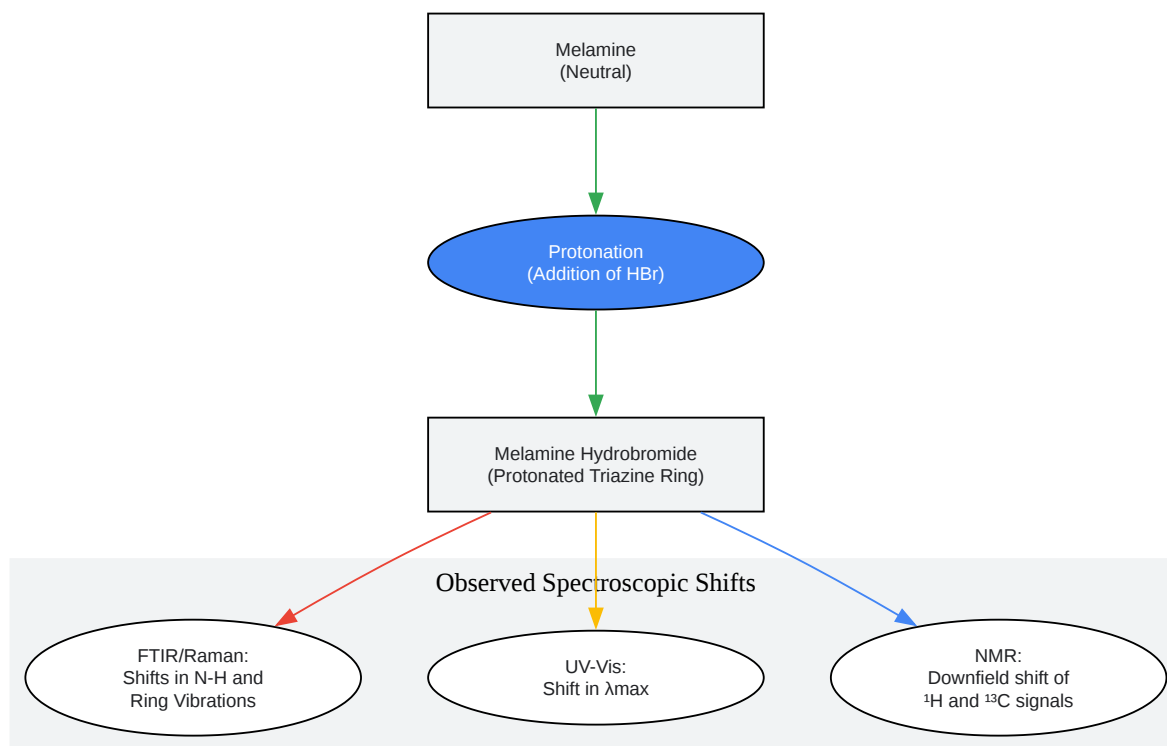 Melamine
(Neutral)
Protonation
(Addition of HBr)
Melamine Hydrobromide
(Protonated Triazine Ring)
Observed Spectroscopic Shifts
FTIR/Raman:
Shifts in N-H and
Ring Vibrations
UV-Vis:
Shift in λmax
NMR:
Downfield shift of
¹H and ¹³C signals